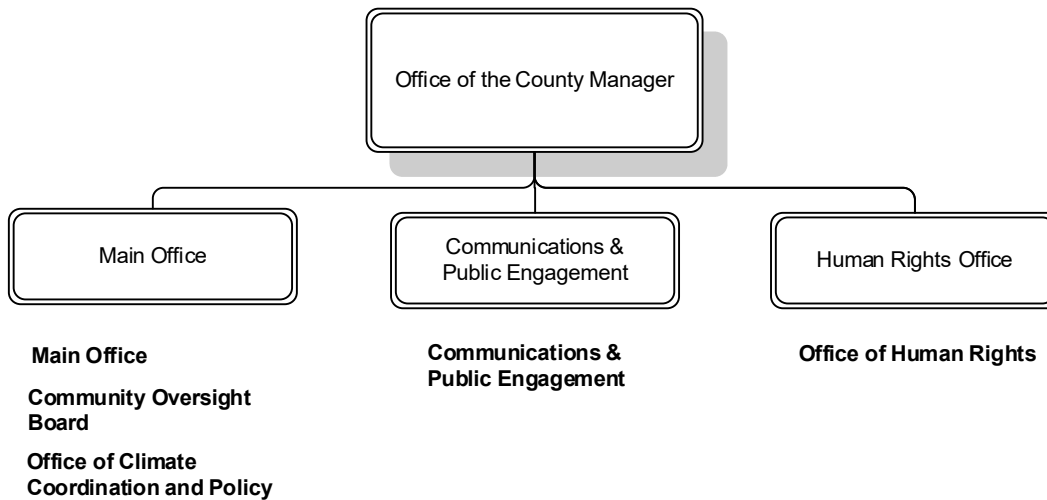 Office of the County Manager
Main Office
Communications &
Public Engagement
Human Rights Office
Main Office
Community Oversight
Board
Office of Climate
Coordination and Policy
Communications &
Public Engagement
Office of Human Rights